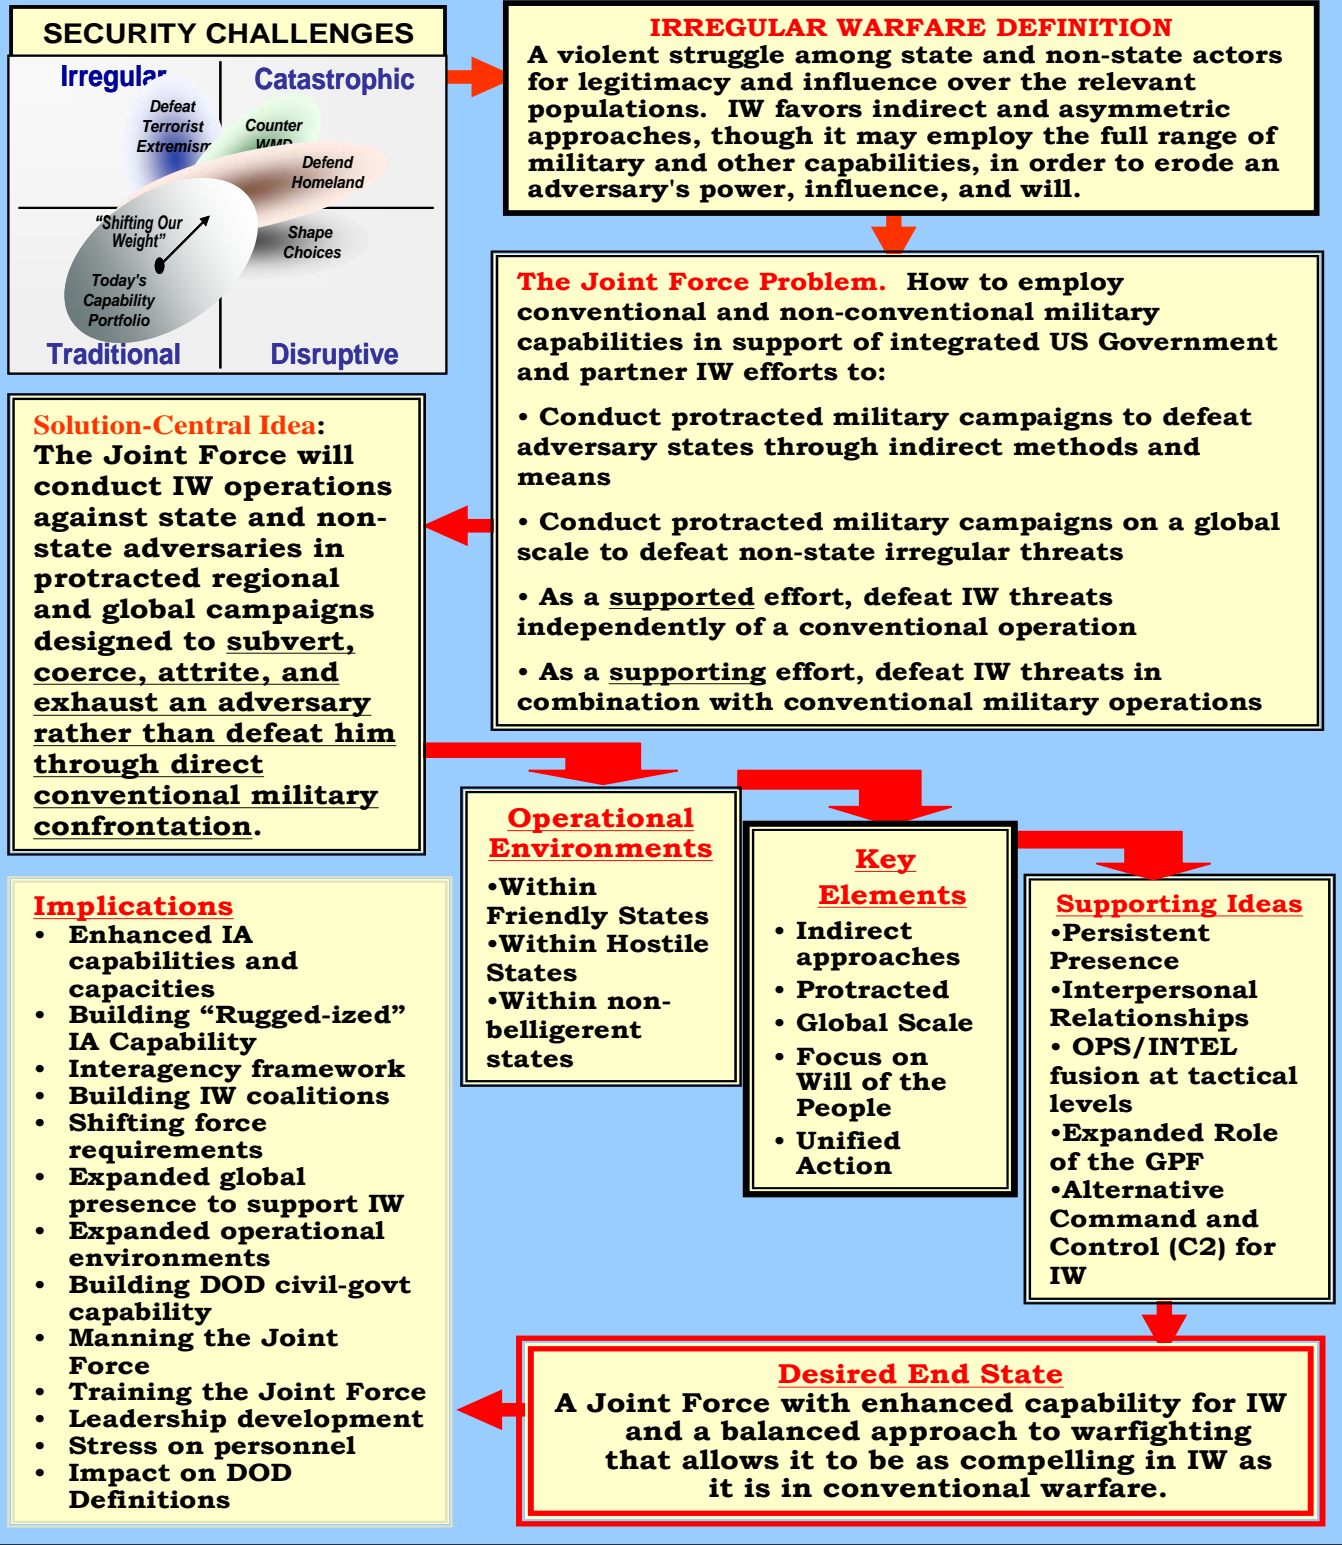 SECURITY CHALLENGES
Irregular
Catastrophic
Defeat
Terrorist
Extremism
Counter
WMD
Defend
Homeland
“Shifting Our
Weight”
Shape
Choices
Today's
Capability
Portfolio
Traditional
Disruptive
IRREGULAR WARFARE DEFINITION
A violent struggle among state and non-state actors
for legitimacy and influence over the relevant
populations.  IW favors indirect and asymmetric
approaches, though it may employ the full range of
military and other capabilities, in order to erode an
adversary's power, influence, and will.
The Joint Force Problem.  How to employ
conventional and non-conventional military
capabilities in support of integrated US Government
and partner IW efforts to:
• Conduct protracted military campaigns to defeat
adversary states through indirect methods and
means
• Conduct protracted military campaigns on a global
scale to defeat non-state irregular threats
• As a supported effort, defeat IW threats
independently of a conventional operation
• As a supporting effort, defeat IW threats in
combination with conventional military operations
Solution-Central Idea:
The Joint Force will
conduct IW operations
against state and non-
state adversaries in
protracted regional
and global campaigns
designed to subvert,
coerce, attrite, and
exhaust an adversary
rather than defeat him
through direct
conventional military
confrontation.
Operational
Environments
•Within
Friendly States
•Within Hostile
States
•Within non-
belligerent
states
Key
Elements
• Indirect
approaches
• Protracted
• Global Scale
• Focus on
Will of the
People
• Unified
Action
Supporting Ideas
•Persistent
Presence
•Interpersonal
Relationships
• OPS/INTEL
fusion at tactical
levels
•Expanded Role
of the GPF
•Alternative
Command and
Control (C2) for
IW
Desired End State
A Joint Force with enhanced capability for IW
and a balanced approach to warfighting
that allows it to be as compelling in IW as
it is in conventional warfare.
Implications
• Enhanced IA
capabilities and
capacities
• Building “Rugged-ized”
IA Capability
• Interagency framework
• Building IW coalitions
• Shifting force
requirements
• Expanded global
presence to support IW
• Expanded operational
environments
• Building DOD civil-govt
capability
• Manning the Joint
Force
• Training the Joint Force
• Leadership development
• Stress on personnel
• Impact on DOD
Definitions